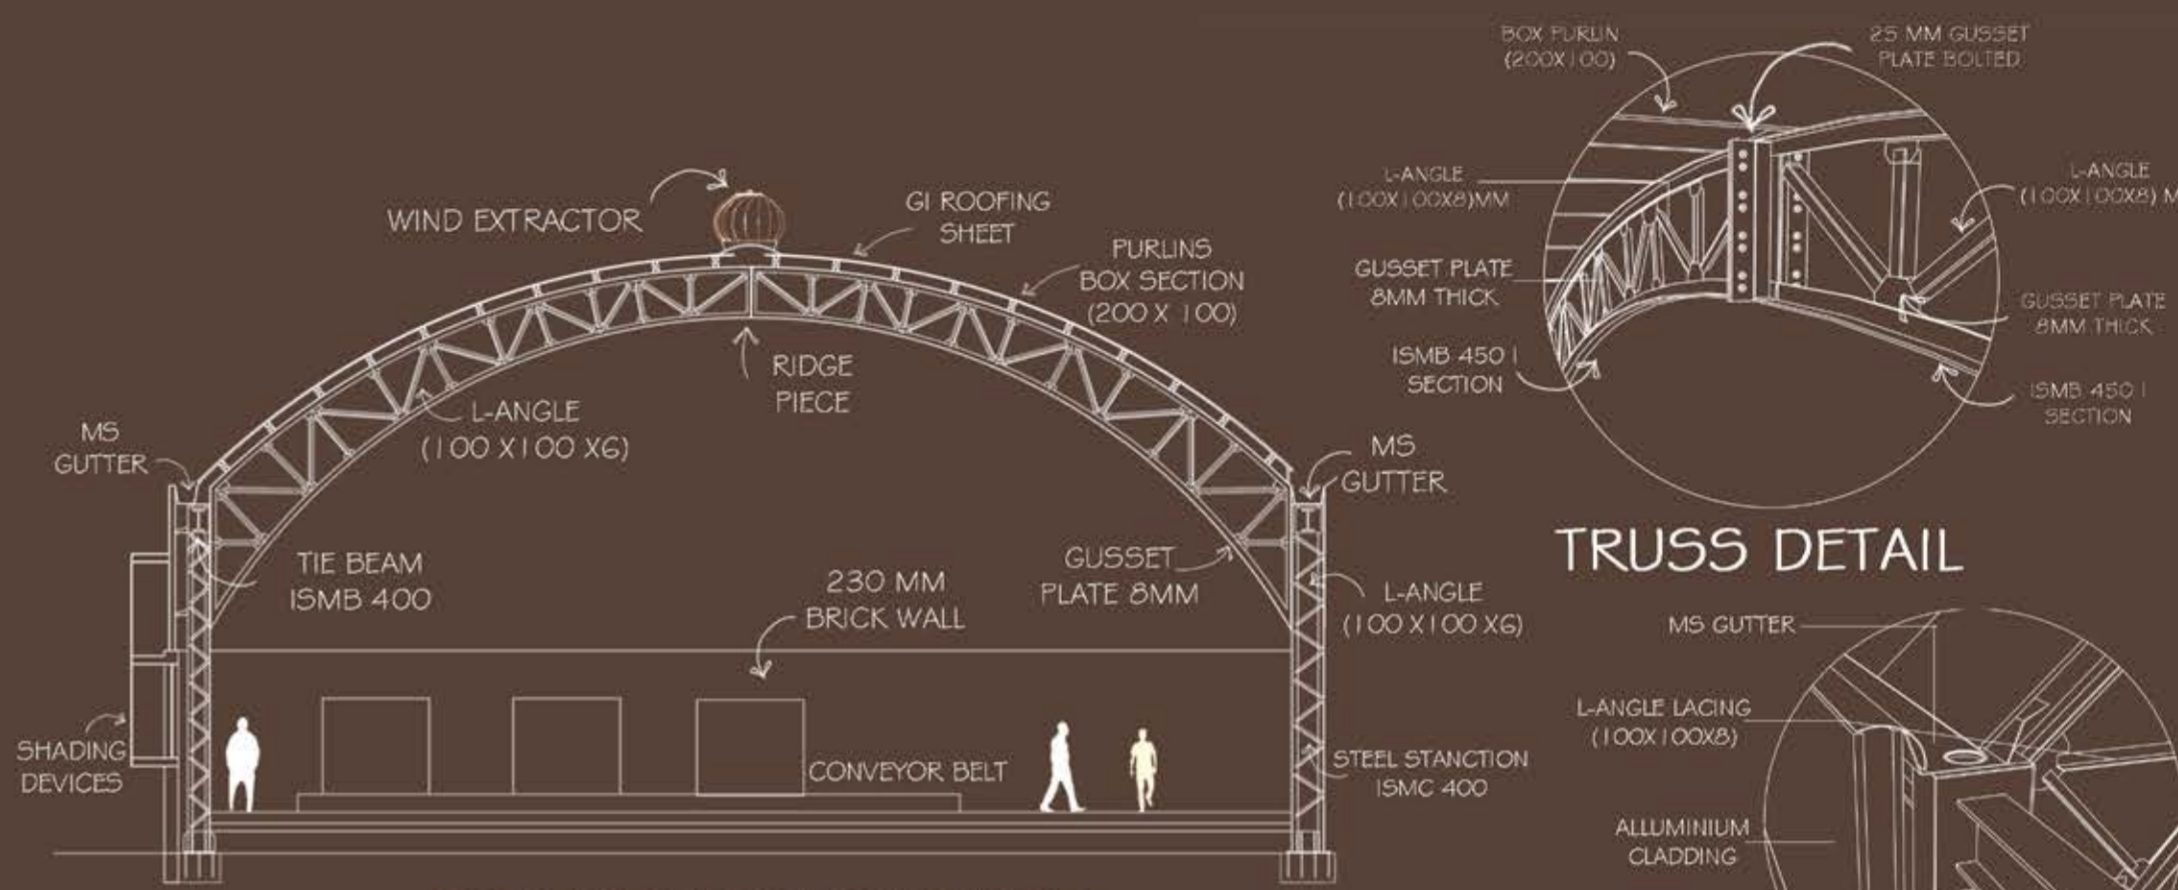 WIND EXTRACTOR
GI ROOFING
SHEET
PURLINS
BOX SECTION
(200 X 100)
RIDGE
PIECE
L-ANGLE
(100 X100 X6)
MS
GUTTER
MS
GUTTER
TIE BEAM
ISMB 400
230 MM
BRICK WALL
GUSSET
PLATE 8MM
L-ANGLE
(100 X100 X6)
SHADING
DEVICES
CONVEYOR BELT
STEEL STANCTION
ISMC 400
BOX PURLIN
(200X100)
25 MM GUSSET
PLATE BOLTED
L-ANGLE
(100X100X8)MM
L-ANGLE
(100X100X8) M
GUSSET PLATE
8MM THICK
GUSSET PLATE
8MM THICK
ISMB 450 I
SECTION
ISMB 450 I
SECTION
TRUSS DETAIL
MS GUTTER
L-ANGLE LACING
(100X100X8)
ALLUMINIUM
CLADDING